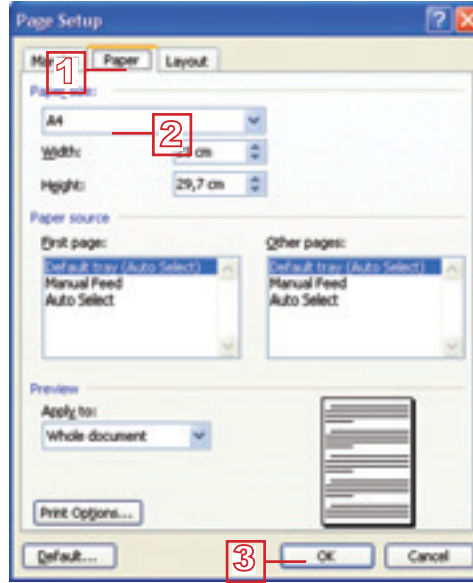 Page Setup
Paper Layout
1
Paper size:
A4
2
Width: cm
Height: 29,7 cm
Paper source
First page: Other pages:
Default tray (Auto Select) Default tray (Auto Select)
Manual Feed Manual Feed
Auto Select Auto Select
Preview
Apply to:
Whole document
Print Options...
Default... 3 OK Cancel